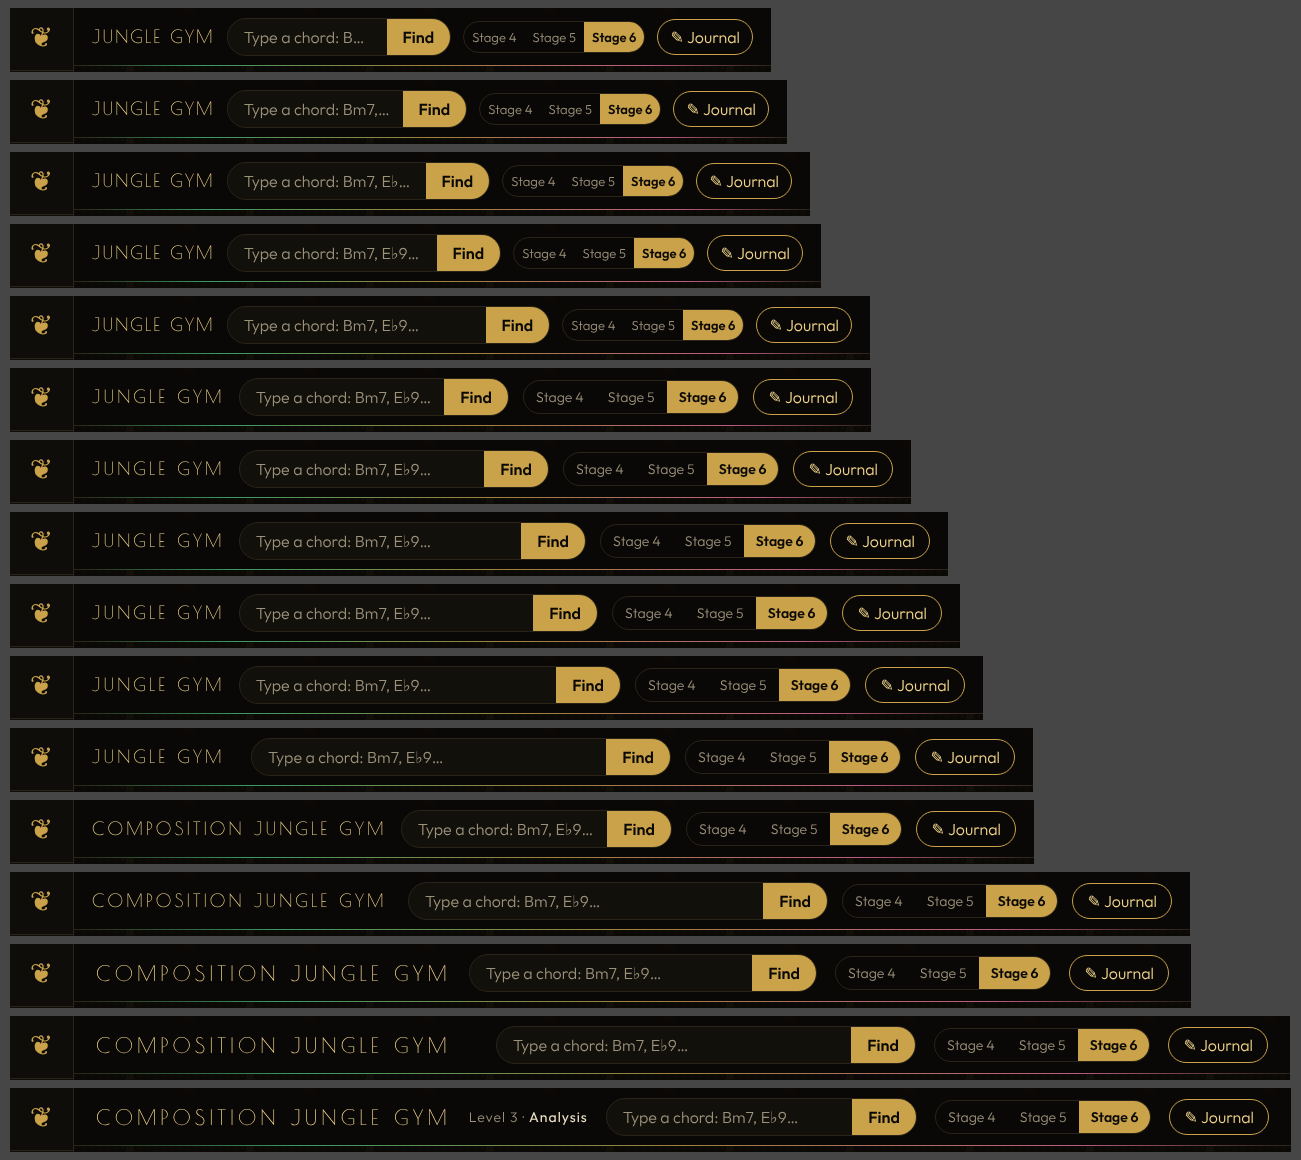 JUNGLE GYM Type a chord: B... Find Stage 4 Stage 5 Stage 6 ✎ Journal
JUNGLE GYM Type a chord: Bm7,... Find Stage 4 Stage 5 Stage 6 ✎ Journal
JUNGLE GYM Type a chord: Bm7, E♭... Find Stage 4 Stage 5 Stage 6 ✎ Journal
JUNGLE GYM Type a chord: Bm7, E♭9... Find Stage 4 Stage 5 Stage 6 ✎ Journal
JUNGLE GYM Type a chord: Bm7, E♭9... Find Stage 4 Stage 5 Stage 6 ✎ Journal
JUNGLE GYM Type a chord: Bm7, E♭9... Find Stage 4 Stage 5 Stage 6 ✎ Journal
JUNGLE GYM Type a chord: Bm7, E♭9... Find Stage 4 Stage 5 Stage 6 ✎ Journal
JUNGLE GYM Type a chord: Bm7, E♭9... Find Stage 4 Stage 5 Stage 6 ✎ Journal
JUNGLE GYM Type a chord: Bm7, E♭9... Find Stage 4 Stage 5 Stage 6 ✎ Journal
JUNGLE GYM Type a chord: Bm7, E♭9... Find Stage 4 Stage 5 Stage 6 ✎ Journal
JUNGLE GYM Type a chord: Bm7, E♭9... Find Stage 4 Stage 5 Stage 6 ✎ Journal
COMPOSITION JUNGLE GYM Type a chord: Bm7, E♭9... Find Stage 4 Stage 5 Stage 6 ✎ Journal
COMPOSITION JUNGLE GYM Type a chord: Bm7, E♭9... Find Stage 4 Stage 5 Stage 6 ✎ Journal
COMPOSITION JUNGLE GYM Type a chord: Bm7, E♭9... Find Stage 4 Stage 5 Stage 6 ✎ Journal
COMPOSITION JUNGLE GYM Type a chord: Bm7, E♭9... Find Stage 4 Stage 5 Stage 6 ✎ Journal
COMPOSITION JUNGLE GYM Level 3 · Analysis Type a chord: Bm7, E♭9... Find Stage 4 Stage 5 Stage 6 ✎ Journal